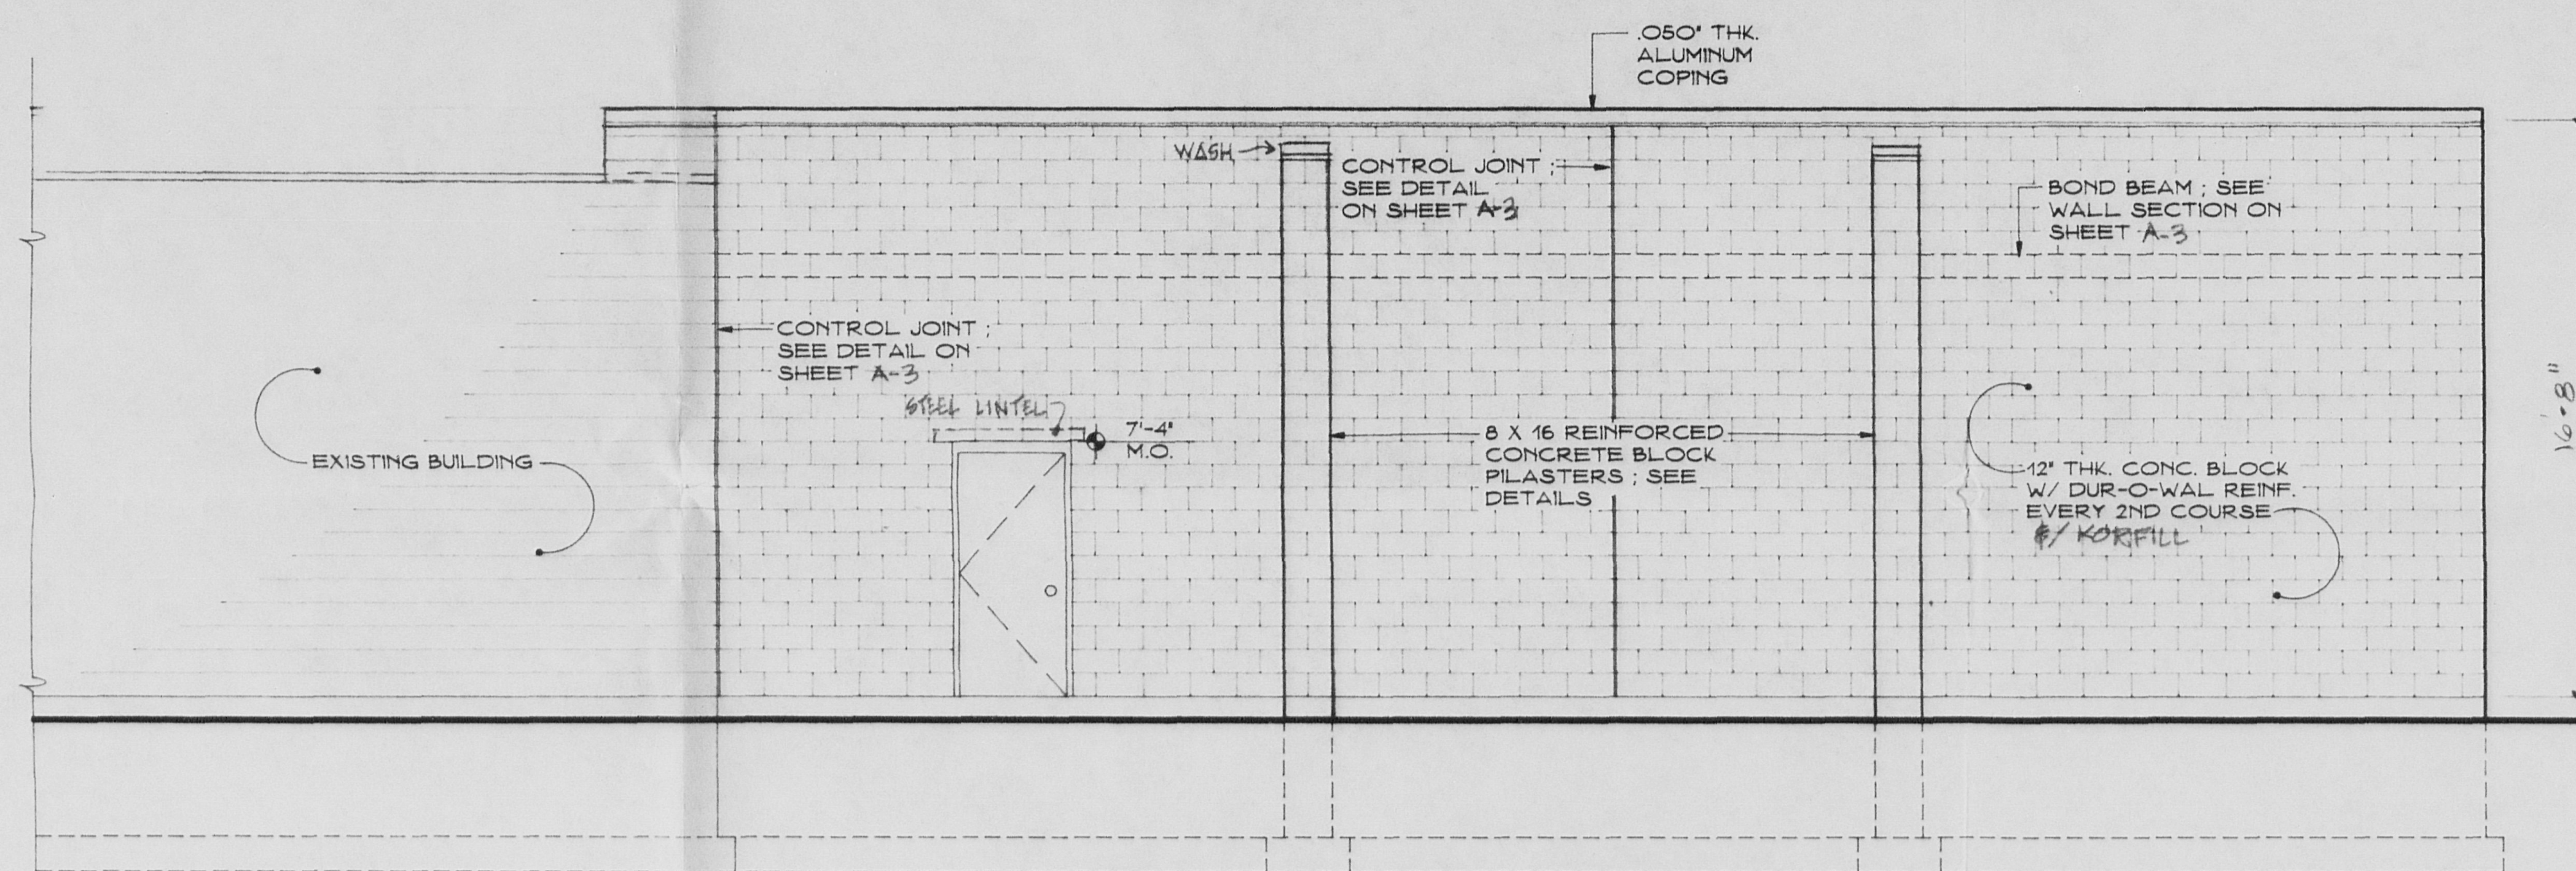 .050" THK.
ALUMINUM
COPING
WASH
CONTROL JOINT ;
SEE DETAIL
ON SHEET A-3
BOND BEAM ; SEE
WALL SECTION ON
SHEET A-3
CONTROL JOINT ;
SEE DETAIL ON
SHEET A-3
STEEL LINTEL
7'-4"
M.O.
EXISTING BUILDING
8 X 16 REINFORCED
CONCRETE BLOCK
PILASTERS ; SEE
DETAILS
12" THK. CONC. BLOCK
W/ DUR-O-WAL REINF.
EVERY 2ND COURSE
&/ KORFILL
16'-8"